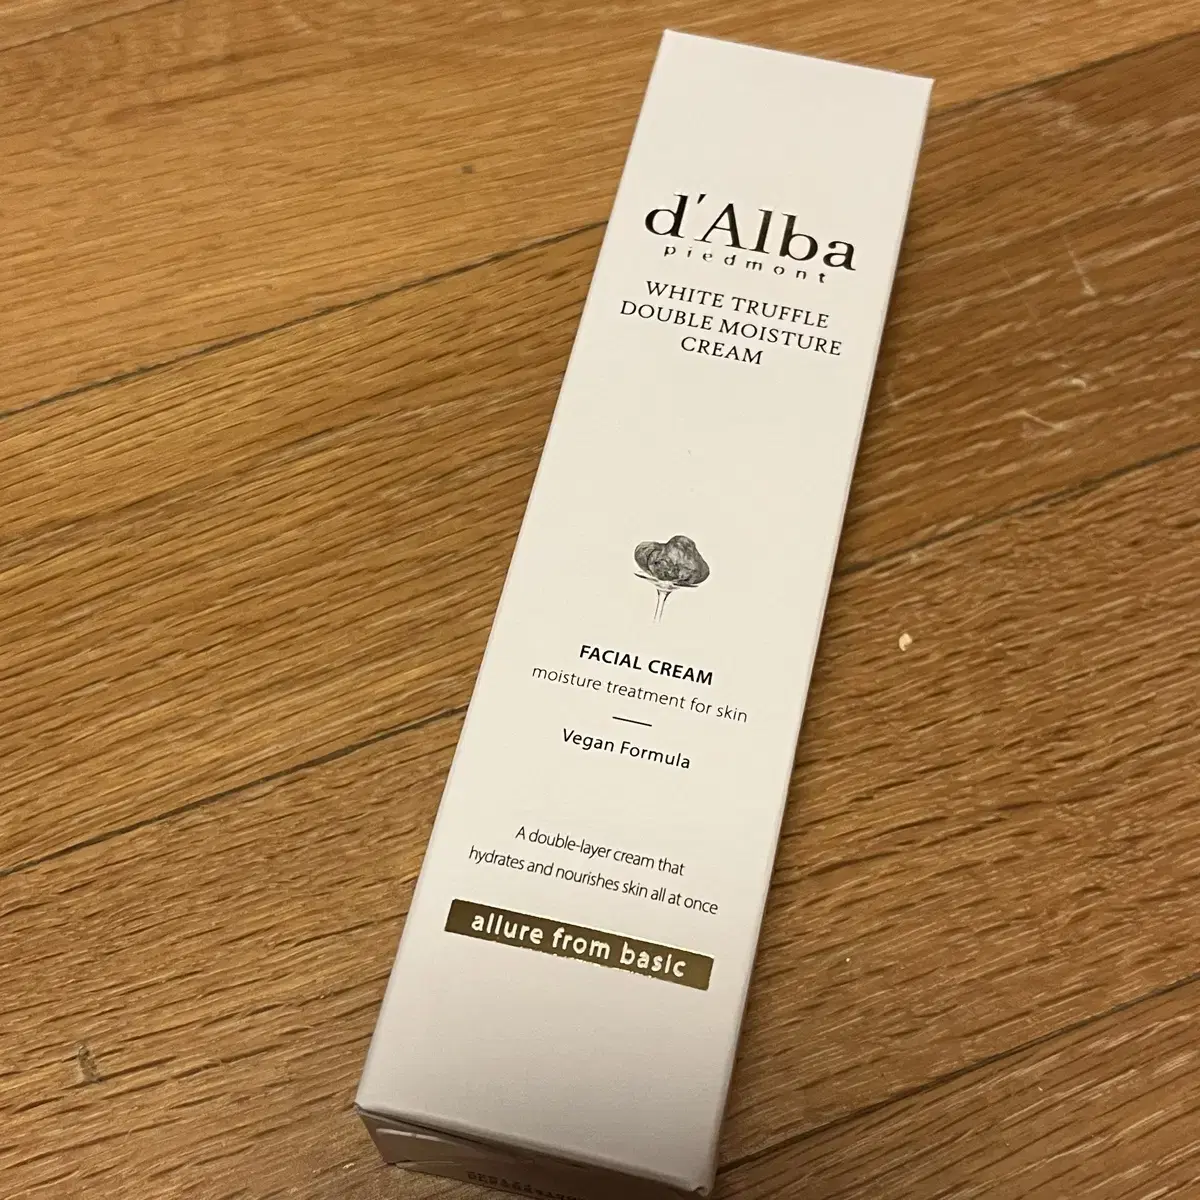 d'Alba
piedmont
WHITE TRUFFLE
DOUBLE MOISTURE
CREAM
FACIAL CREAM
moisture treatment for skin
Vegan Formula
A double-layer cream that
hydrates and nourishes skin all at once
allure from basic